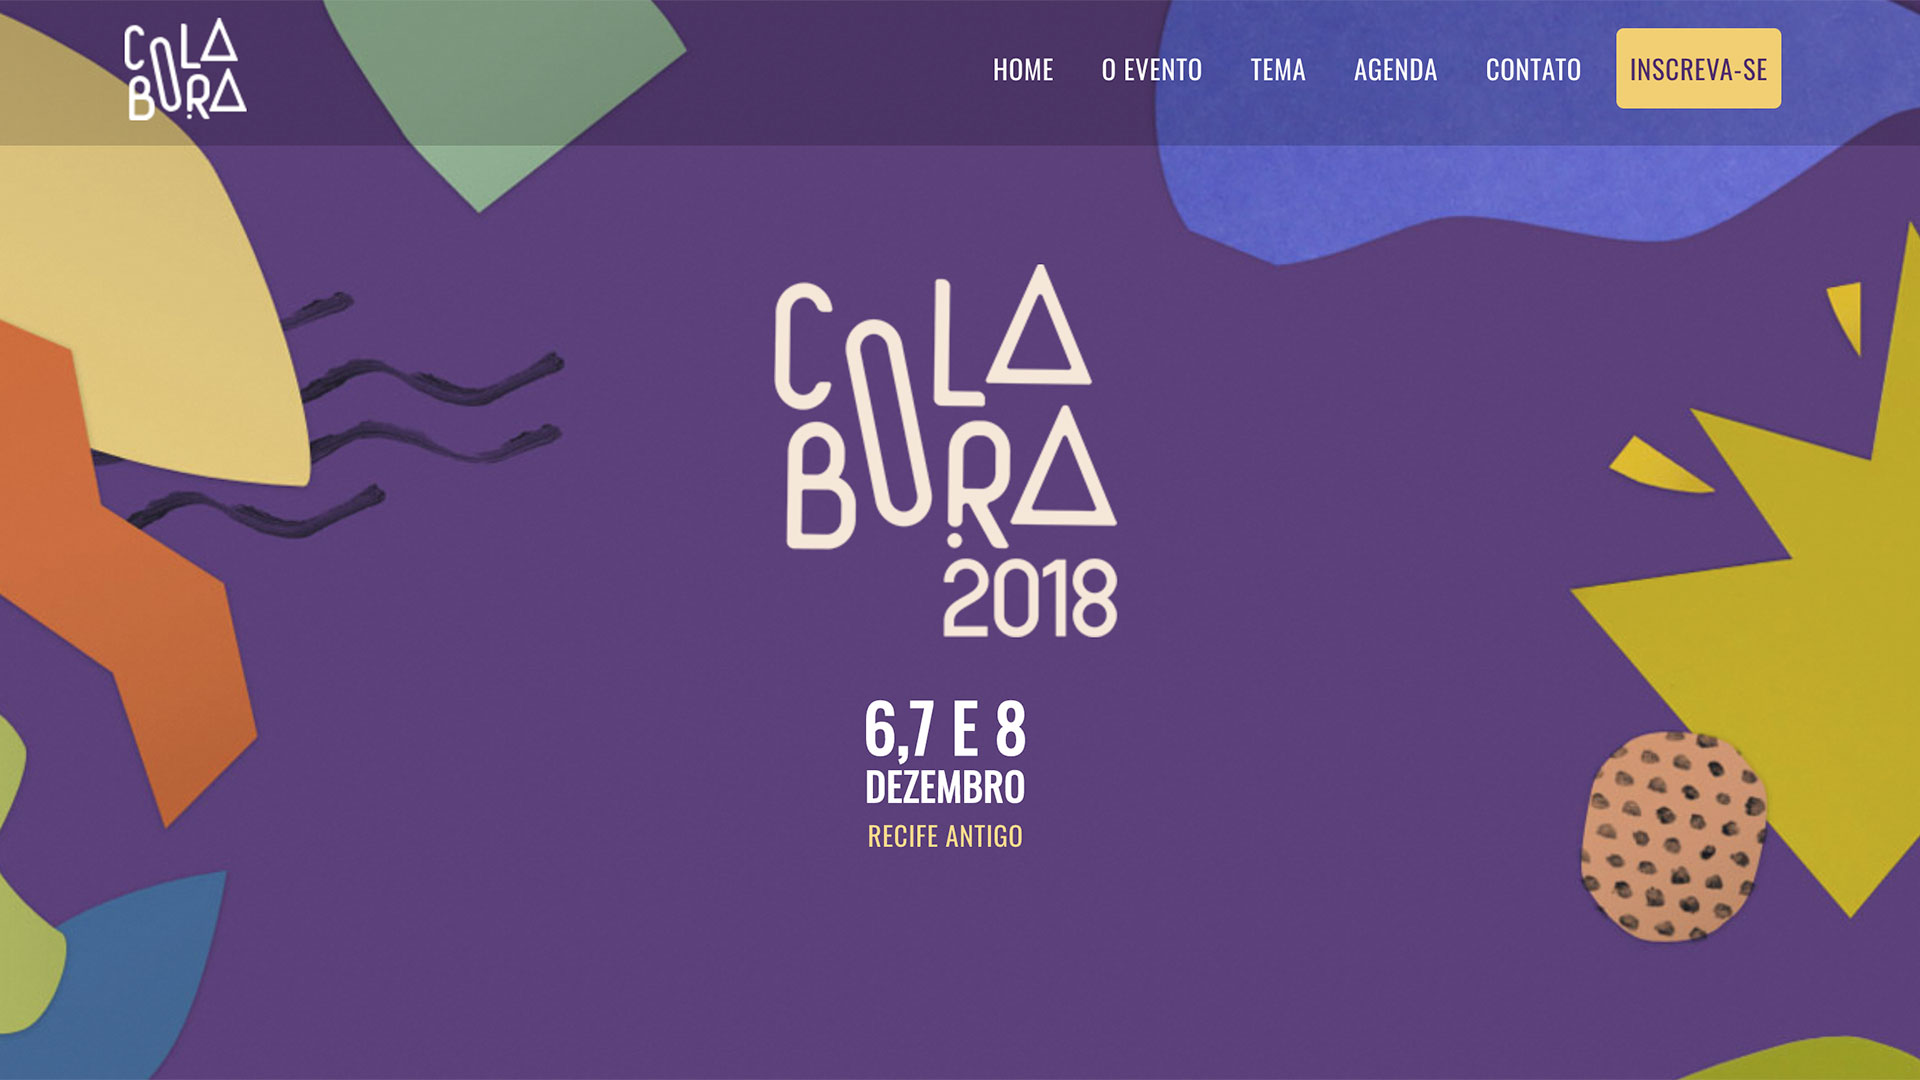 COLA
BORA
HOME O EVENTO TEMA AGENDA CONTATO INSCREVA-SE
COLA
BORA
2018
6,7 E 8
DEZEMBRO
RECIFE ANTIGO